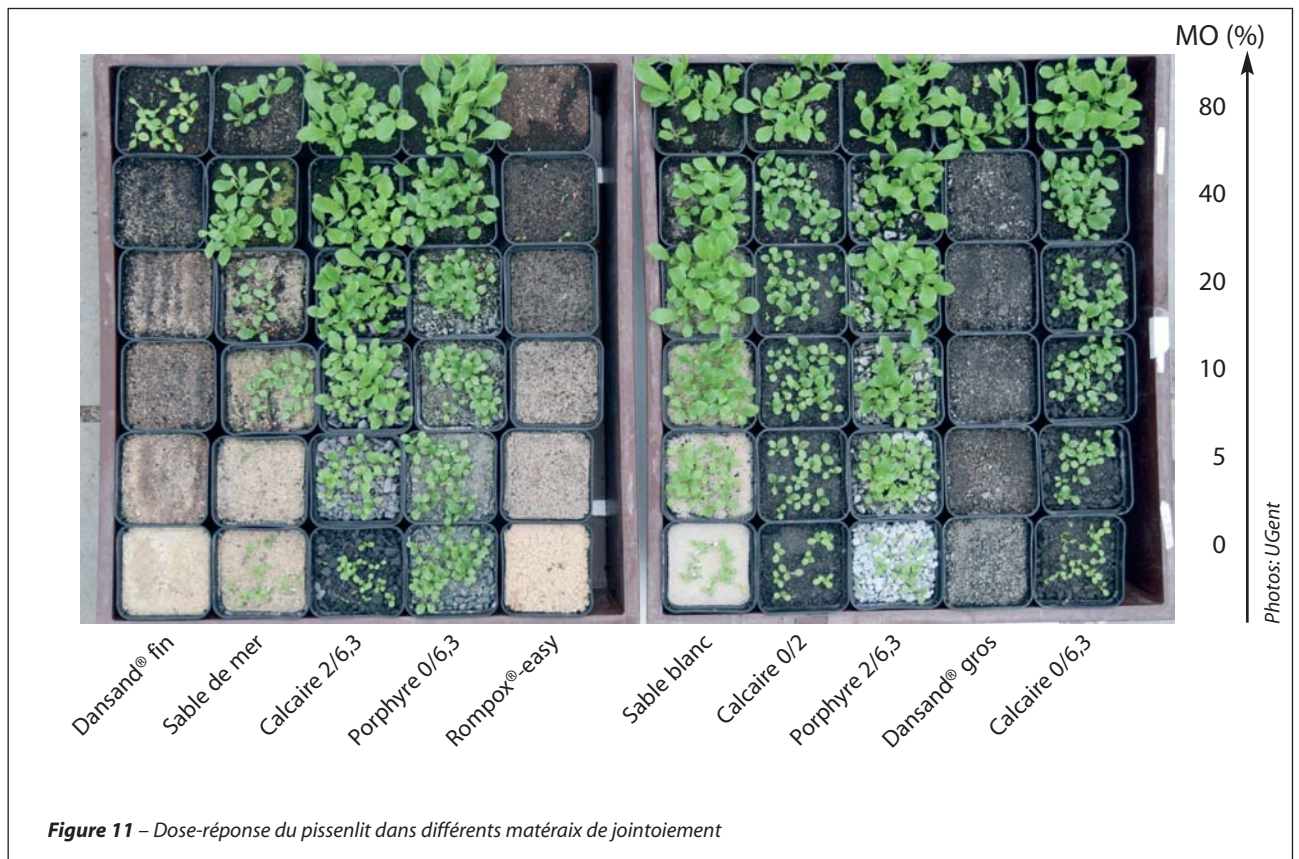 MO (%)
80
40
20
10
5
0
Photos: UGent
Dansand® fin
Sable de mer
Calcaire 2/6,3
Porphyre 0/6,3
Rompox®-easy
Sable blanc
Calcaire 0/2
Porphyre 2/6,3
Dansand® gros
Calcaire 0/6,3
Figure 11 – Dose-réponse du pissenlit dans différents matéraix de jointoiement